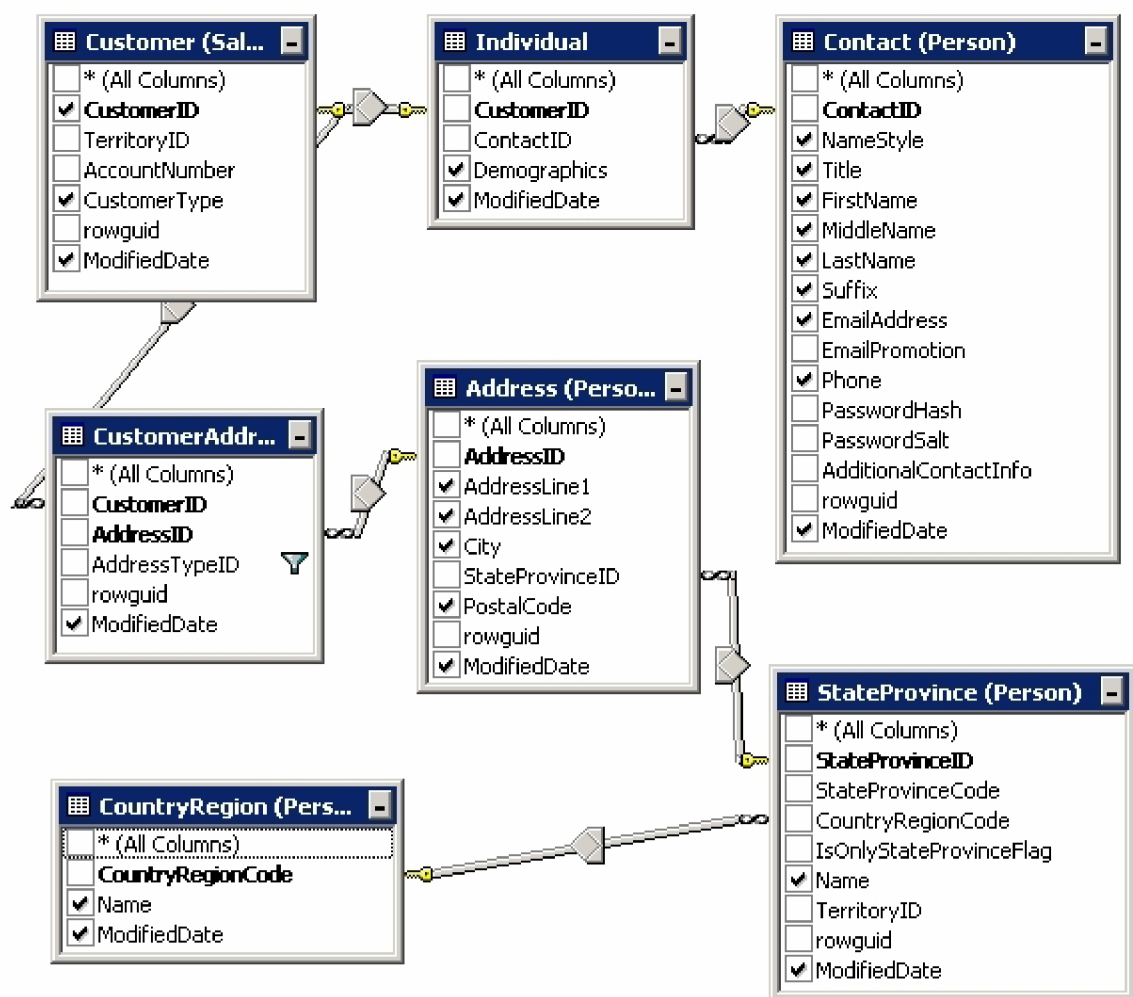 Customer (Sal...
* (All Columns)
CustomerID
TerritoryID
AccountNumber
CustomerType
rowguid
ModifiedDate
Individual
* (All Columns)
CustomerID
ContactID
Demographics
ModifiedDate
Contact (Person)
* (All Columns)
ContactID
NameStyle
Title
FirstName
MiddleName
LastName
Suffix
EmailAddress
EmailPromotion
Phone
PasswordHash
PasswordSalt
AdditionalContactInfo
rowguid
ModifiedDate
CustomerAddr...
* (All Columns)
CustomerID
AddressID
AddressTypeID
rowguid
ModifiedDate
Address (Perso...
* (All Columns)
AddressID
AddressLine1
AddressLine2
City
StateProvinceID
PostalCode
rowguid
ModifiedDate
StateProvince (Person)
* (All Columns)
StateProvinceID
StateProvinceCode
CountryRegionCode
IsOnlyStateProvinceFlag
Name
TerritoryID
rowguid
ModifiedDate
CountryRegion (Pers...
* (All Columns)
CountryRegionCode
Name
ModifiedDate